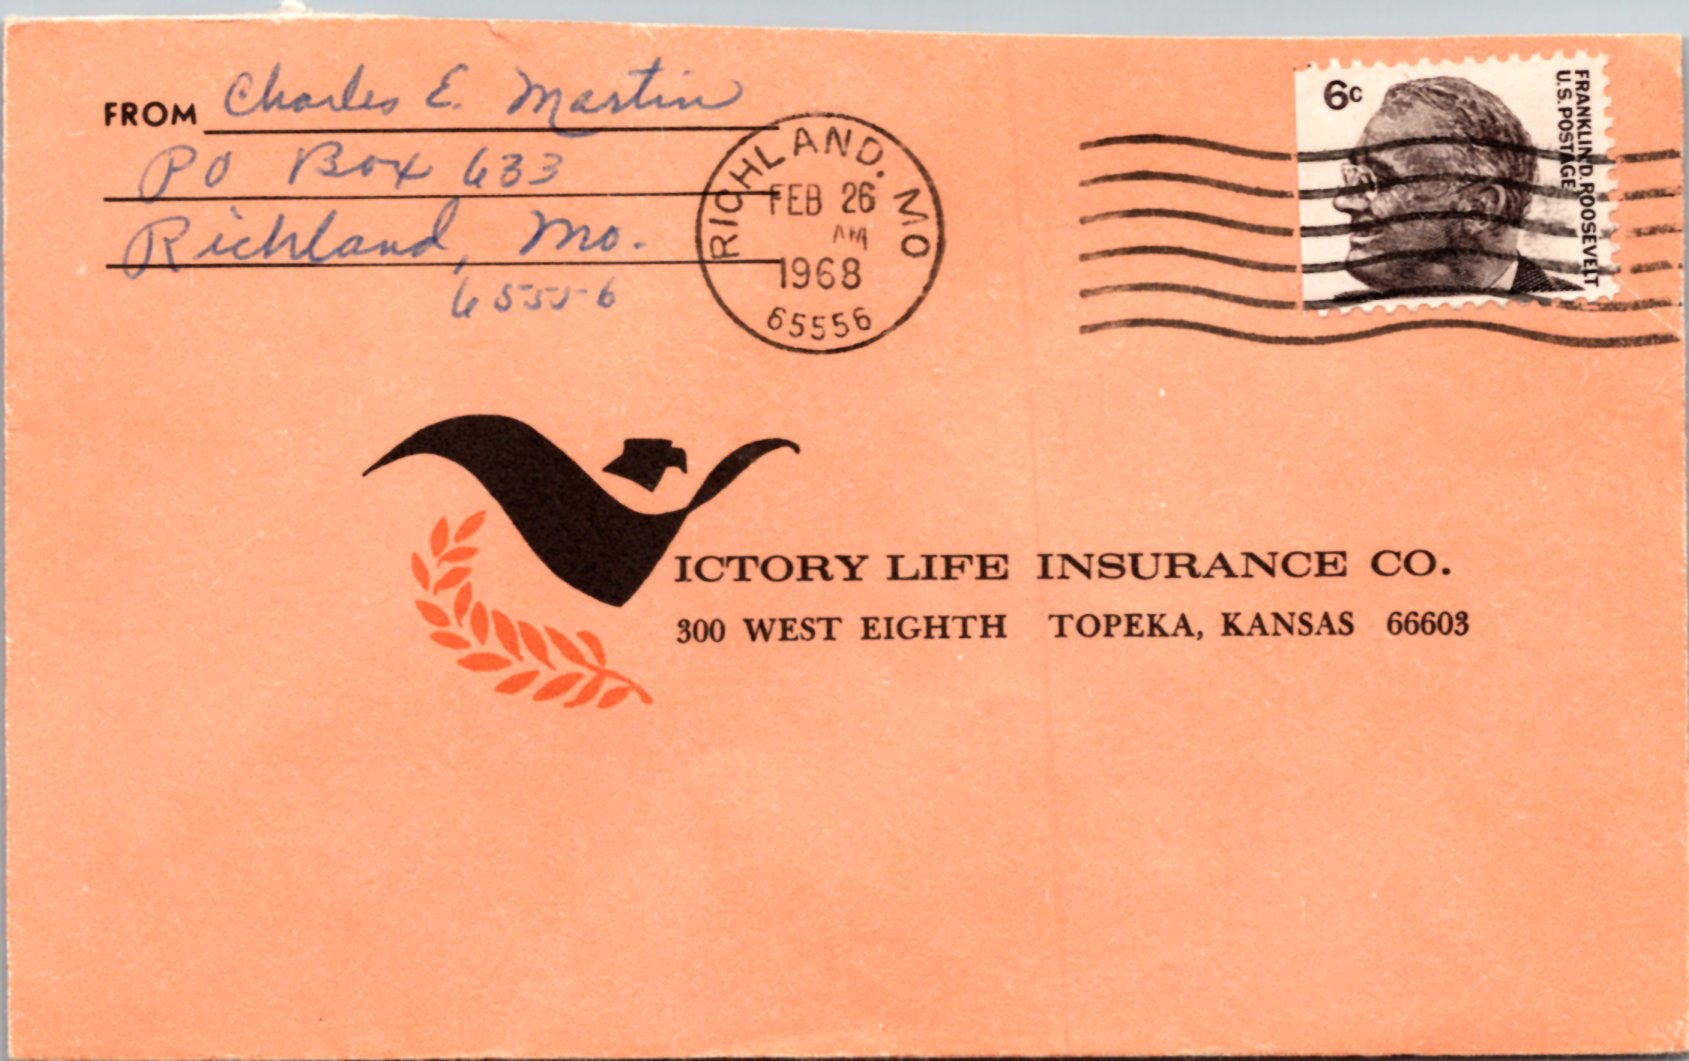 FROM Charles E. Martin
PO Box 633
Richland, Mo.
65556
RICHLAND. MO
FEB 26
AM
1968
65556
6c
FRANKLIN D. ROOSEVELT
U.S. POSTAGE
VICTORY LIFE INSURANCE CO.
300 WEST EIGHTH TOPEKA, KANSAS 66603